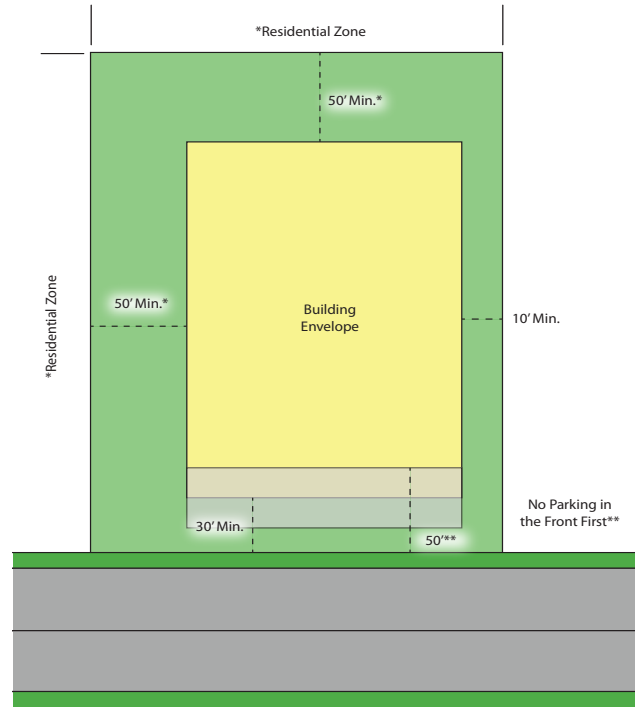 *Residential Zone
50' Min.*
*Residential Zone
50' Min.*
Building
Envelope
10' Min.
No Parking in
the Front First**
30' Min.
50'**